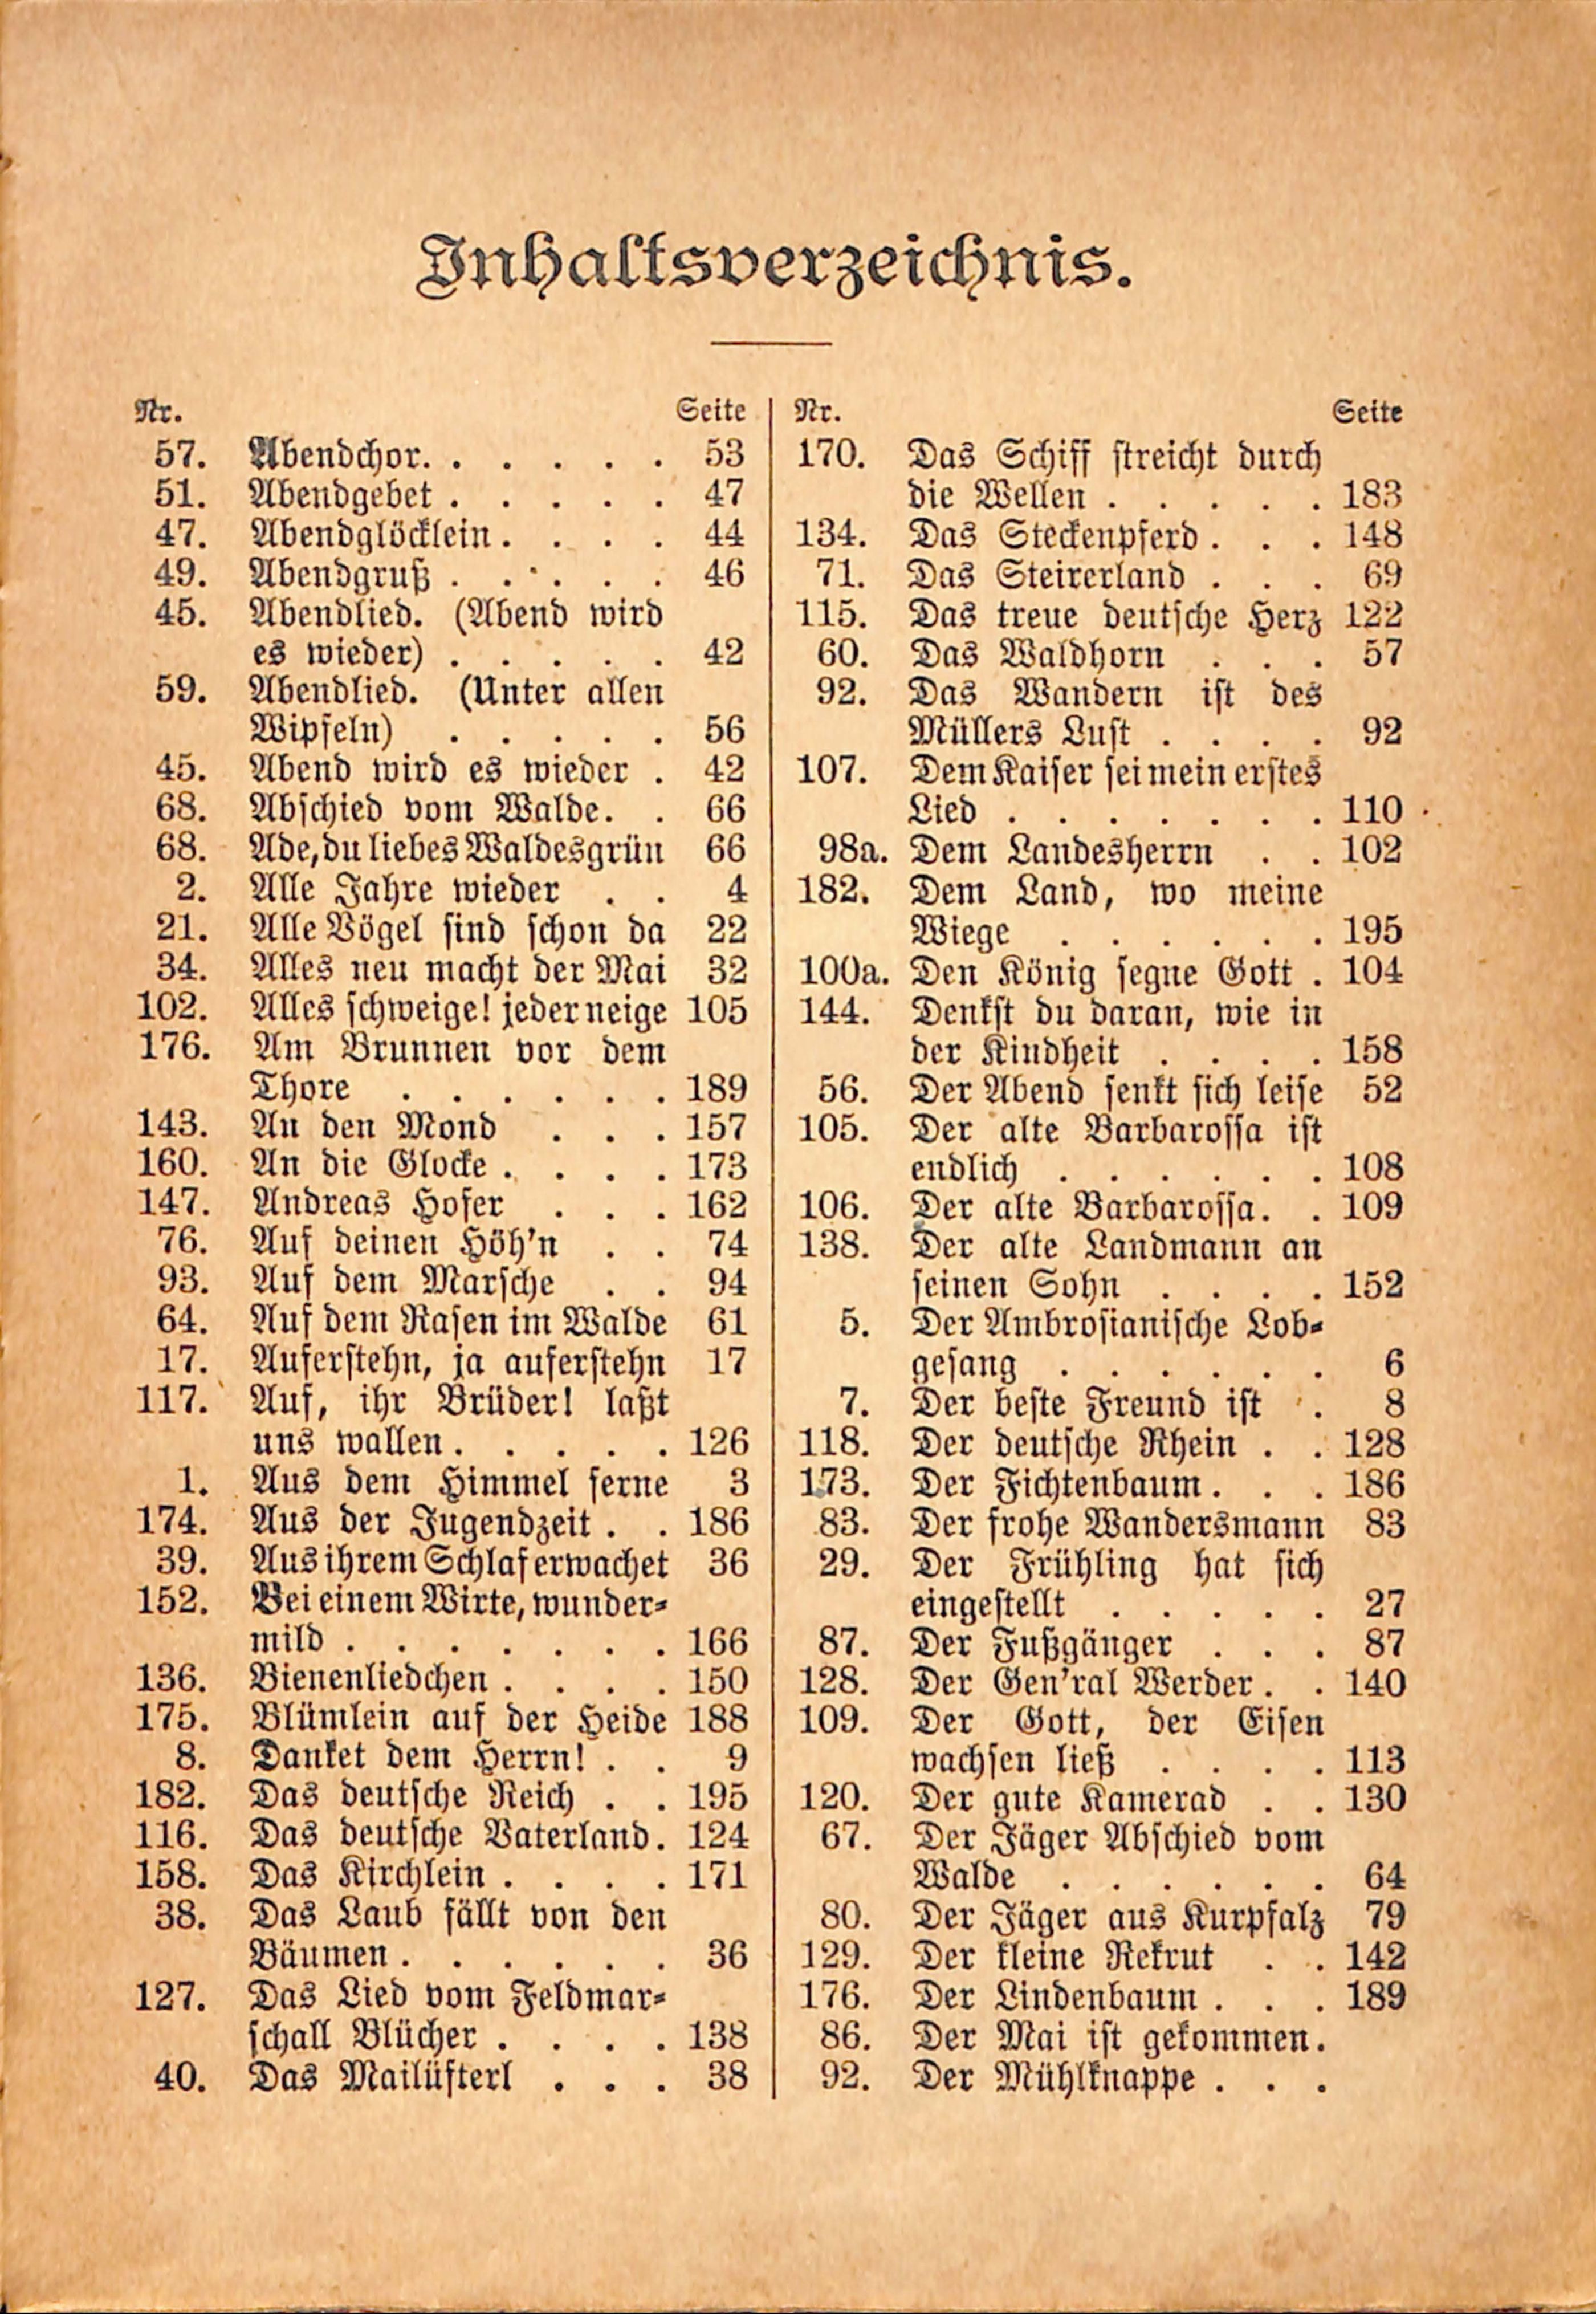 Inhaltsverzeichnis.
Nr. Seite
57. Abendchor. . . . . . . 53
51. Abendgebet . . . . . 47
47. Abendglöcklein . . . . 44
49. Abendgruß . . . . . . 46
45. Abendlied. (Abend wird
es wieder) . . . . . 42
59. Abendlied. (Unter allen
Wipfeln) . . . . . 56
45. Abend wird es wieder . 42
68. Abschied vom Walde. . 66
68. Ade, du liebes Waldesgrün 66
2. Alle Jahre wieder . . 4
21. Alle Vögel sind schon da 22
34. Alles neu macht der Mai 32
102. Alles schweige! jeder neige 105
176. Am Brunnen vor dem
Thore . . . . . . 189
143. An den Mond . . . 157
160. An die Glocke . . . . 173
147. Andreas Hofer . . . 162
76. Auf deinen Höh'n . . 74
93. Auf dem Marsche . . 94
64. Auf dem Rasen im Walde 61
17. Auferstehn, ja auferstehn 17
117. Auf, ihr Brüder! laßt
uns wallen . . . . . 126
1. Aus dem Himmel ferne 3
174. Aus der Jugendzeit . . 186
39. Aus ihrem Schlaf erwachet 36
152. Bei einem Wirte, wunder-
mild . . . . . . . 166
136. Bienenliedchen . . . . 150
175. Blümlein auf der Heide 188
8. Danket dem Herrn! . . 9
182. Das deutsche Reich . . 195
116. Das deutsche Vaterland. 124
158. Das Kirchlein . . . . 171
38. Das Laub fällt von den
Bäumen . . . . . . 36
127. Das Lied vom Feldmar-
schall Blücher . . . . 138
40. Das Mailüfterl . . . 38
Nr. Seite
170. Das Schiff streicht durch
die Wellen . . . . . 183
134. Das Steckenpferd . . . 148
71. Das Steirerland . . . 69
115. Das treue deutsche Herz 122
60. Das Waldhorn . . . 57
92. Das Wandern ist des
Müllers Lust . . . . 92
107. Dem Kaiser sei mein erstes
Lied . . . . . . . 110
98a. Dem Landesherrn . . 102
182. Dem Land, wo meine
Wiege . . . . . . 195
100a. Den König segne Gott . 104
144. Denkst du daran, wie in
der Kindheit . . . . 158
56. Der Abend senkt sich leise 52
105. Der alte Barbarossa ist
endlich . . . . . . 108
106. Der alte Barbarossa. . 109
138. Der alte Landmann an
seinen Sohn . . . . 152
5. Der Ambrosianische Lob-
gesang . . . . . . 6
7. Der beste Freund ist . . 8
118. Der deutsche Rhein . . 128
173. Der Fichtenbaum . . . 186
83. Der frohe Wandersmann 83
29. Der Frühling hat sich
eingestellt . . . . . 27
87. Der Fußgänger . . . 87
128. Der Gen'ral Werder . . 140
109. Der Gott, der Eisen
wachsen ließ . . . . 113
120. Der gute Kamerad . . 130
67. Der Jäger Abschied vom
Walde . . . . . . 64
80. Der Jäger aus Kurpfalz 79
129. Der kleine Rekrut . . 142
176. Der Lindenbaum . . . 189
86. Der Mai ist gekommen.
92. Der Mühlknappe . . .